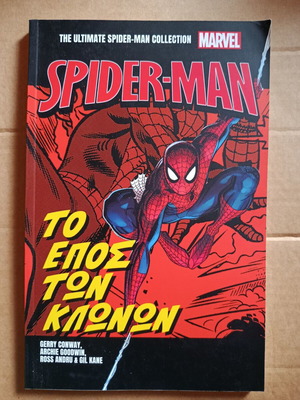 THE ULTIMATE SPIDER-MAN COLLECTION
MARVEL
SPIDER-MAN
ΤΟ
ΕΠΟΣ
ΤΩΝ
ΚΛΩΝΩΝ
GERRY CONWAY,
ARCHIE GOODWIN,
ROSS ANDRU & GIL KANE